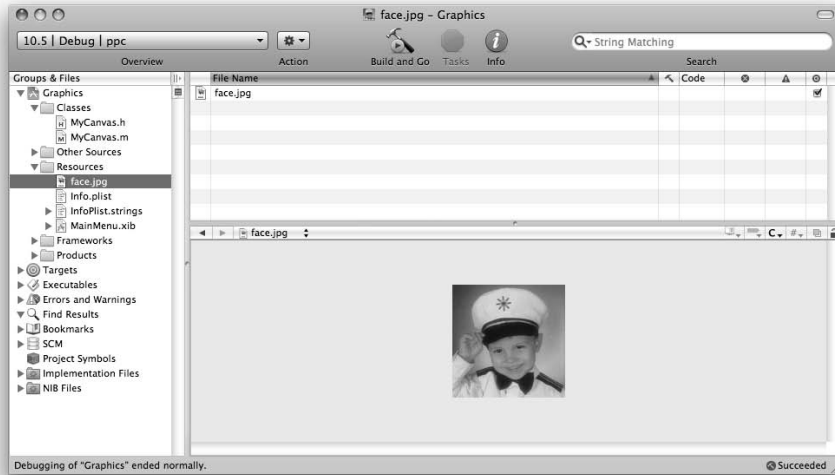 face.jpg – Graphics
10.5 | Debug | ppc
String Matching
Overview
Action
Build and Go
Tasks
Info
Search
Groups & Files
Graphics
Classes
MyCanvas.h
MyCanvas.m
Other Sources
Resources
face.jpg
Info.plist
InfoPlist.strings
MainMenu.xib
Frameworks
Products
Targets
Executables
Errors and Warnings
Find Results
Bookmarks
SCM
Project Symbols
Implementation Files
NIB Files
File Name
Code
face.jpg
face.jpg
C
#
Debugging of "Graphics" ended normally.
Succeeded